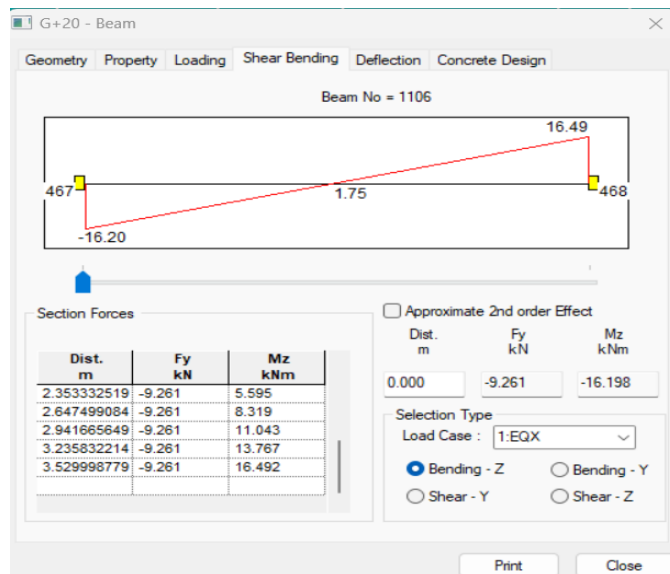 G+20 - Beam
Geometry Property Loading Shear Bending Deflection Concrete Design
Beam No = 1106
16.49
467 1.75 468
-16.20
Section Forces
Dist. Fy Mz
m kN kNm
2.353332519 -9.261 5.595
2.647499084 -9.261 8.319
2.941665649 -9.261 11.043
3.235832214 -9.261 13.767
3.529998779 -9.261 16.492
Approximate 2nd order Effect
Dist. Fy Mz
m kN kNm
0.000 -9.261 -16.198
Selection Type
Load Case : 1:EQX
Bending - Z Bending - Y
Shear - Y Shear - Z
Print Close